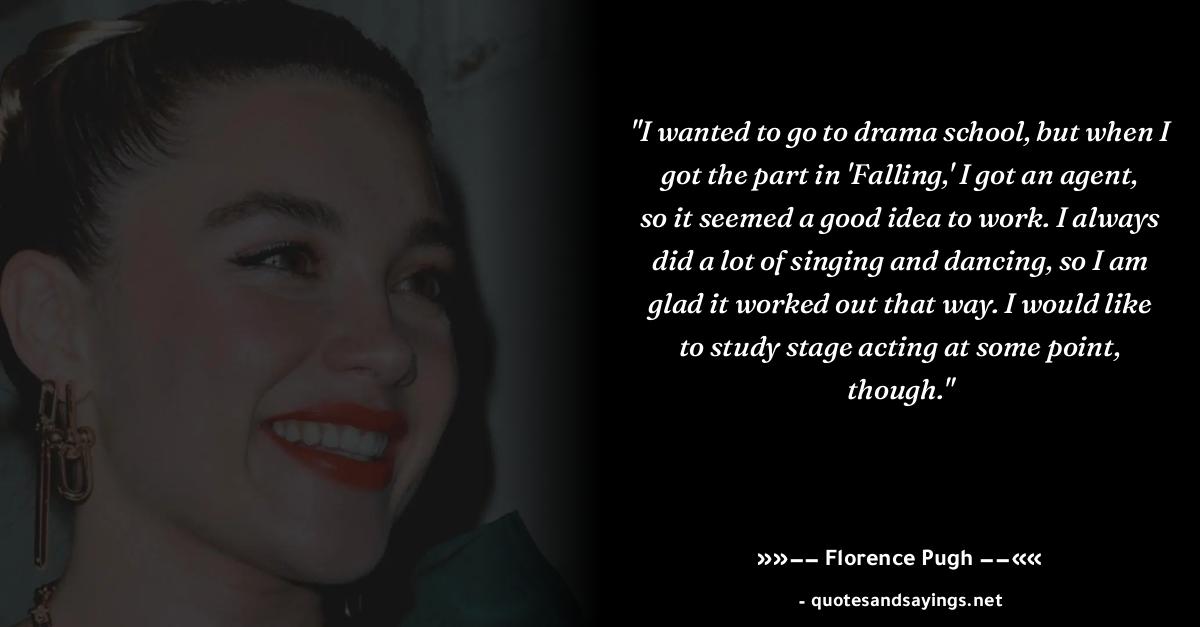 "I wanted to go to drama school, but when I
got the part in 'Falling,' I got an agent,
so it seemed a good idea to work. I always
did a lot of singing and dancing, so I am
glad it worked out that way. I would like
to study stage acting at some point,
though."
»»−− Florence Pugh −−««
- quotesandsayings.net